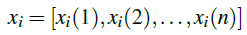 x_i = [x_i(1), x_i(2), . . . , x_i(n)]